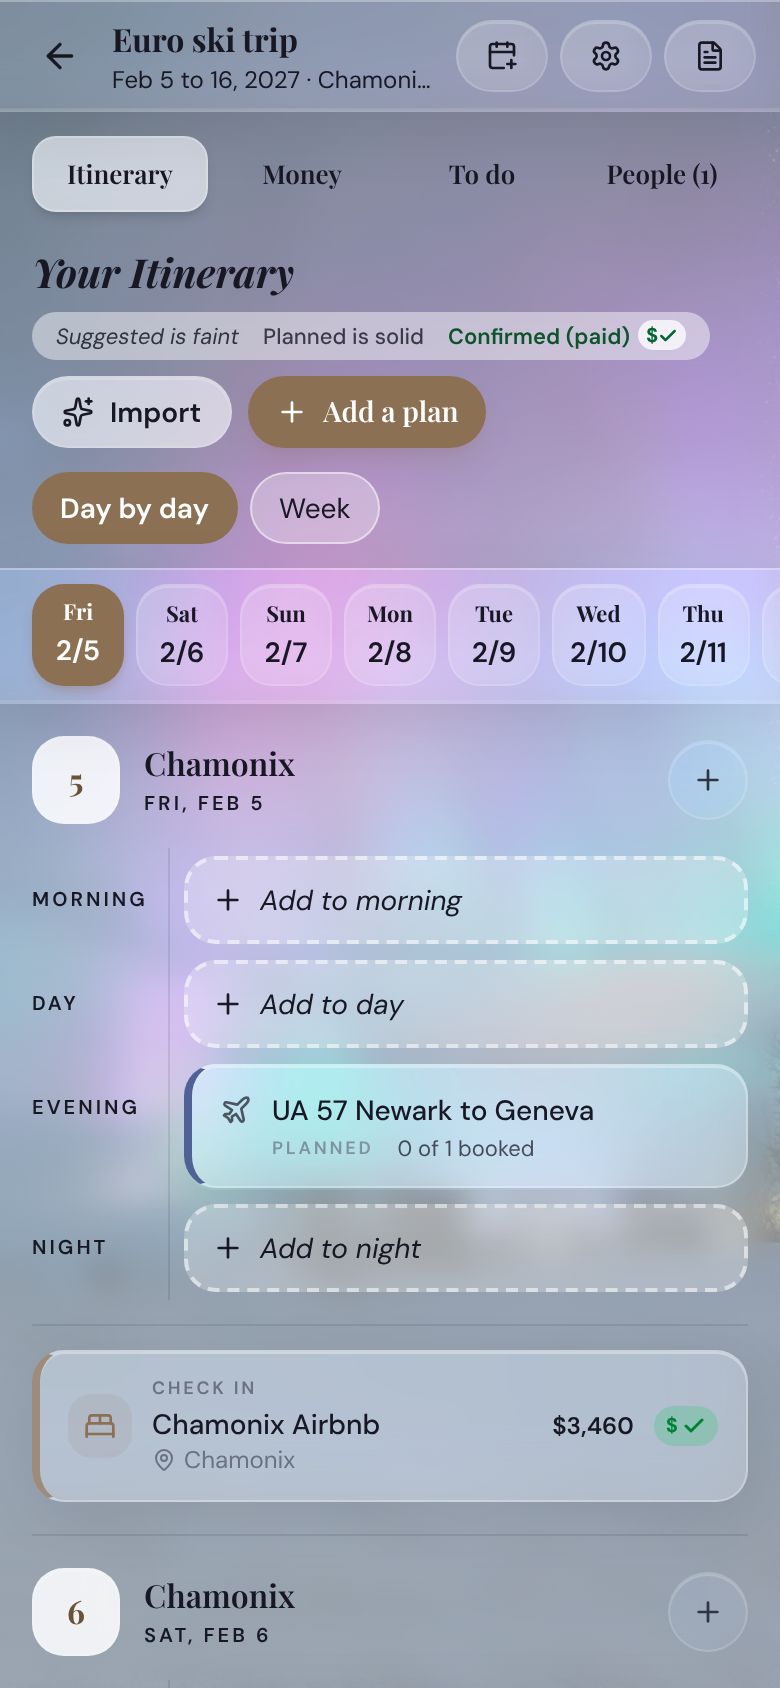 Euro ski trip
Feb 5 to 16, 2027 · Chamoni...
Itinerary Money To do People (1)
Your Itinerary
Suggested is faint Planned is solid Confirmed (paid) $✓
Import + Add a plan
Day by day Week
Fri Sat Sun Mon Tue Wed Thu
2/5 2/6 2/7 2/8 2/9 2/10 2/11
5 Chamonix
FRI, FEB 5
MORNING + Add to morning
DAY + Add to day
EVENING UA 57 Newark to Geneva
PLANNED 0 of 1 booked
NIGHT + Add to night
CHECK IN
Chamonix Airbnb $3,460 $✓
Chamonix
6 Chamonix
SAT, FEB 6